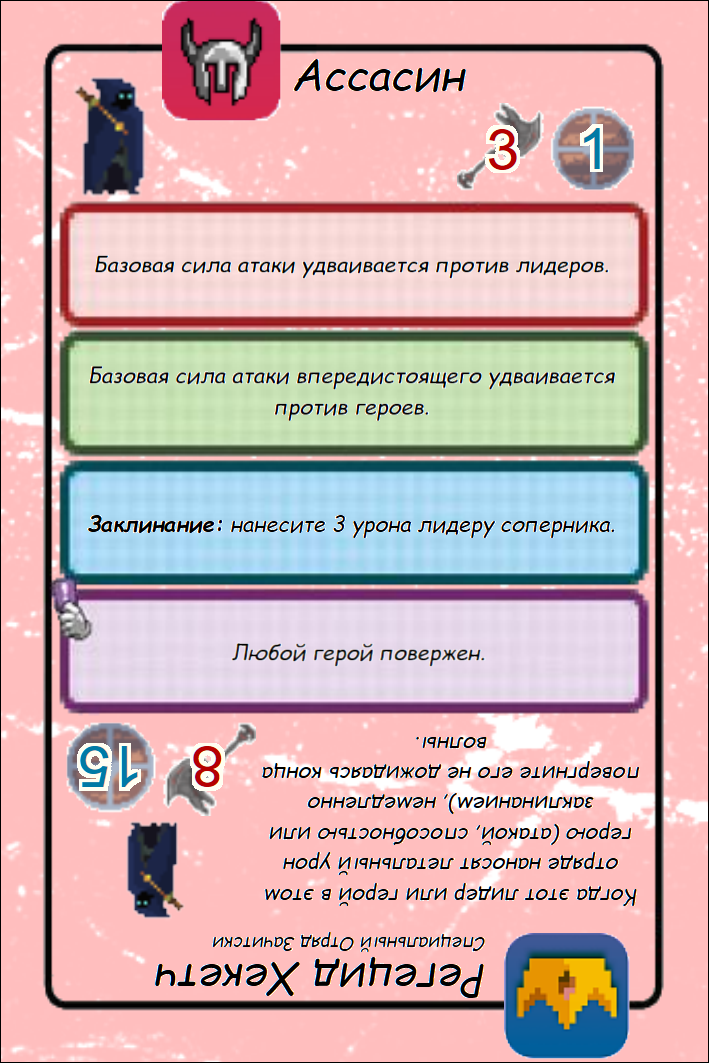 Ассасин
3
1
Базовая сила атаки удваивается против лидеров.
Базовая сила атаки впередистоящего удваивается
против героев.
Заклинание: нанесите 3 урона лидеру соперника.
Любой герой повержен.
Регецид Хекетч
Специальный Отряд Зачистки
Когда этот лидер или герой в этом
отряде наносят летальный урон
герою (атакой, способностью или
заклинанием), немедленно
повергните его не дожидаясь конца
волны.
8
15